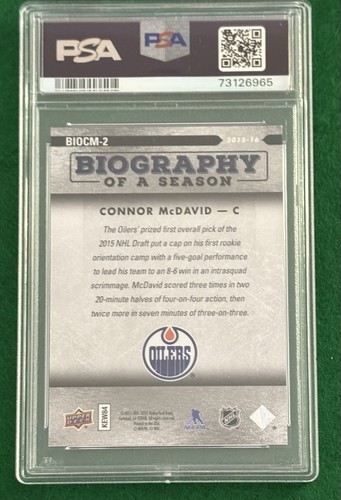 PSA
PSA
73126965
BIOCM-2
2015-16
BIOGRAPHY
OF A SEASON
CONNOR McDAVID — C
The Oilers' prized first overall pick of the
2015 NHL Draft put a cap on his first rookie
orientation camp with a five-goal performance
to lead his team to an 8-6 win in an intrasquad
scrimmage. McDavid scored three times in two
20-minute halves of four-on-four action, then
twice more in seven minutes of three-on-three.
OILERS
UPPER DECK
KEW84
NHL